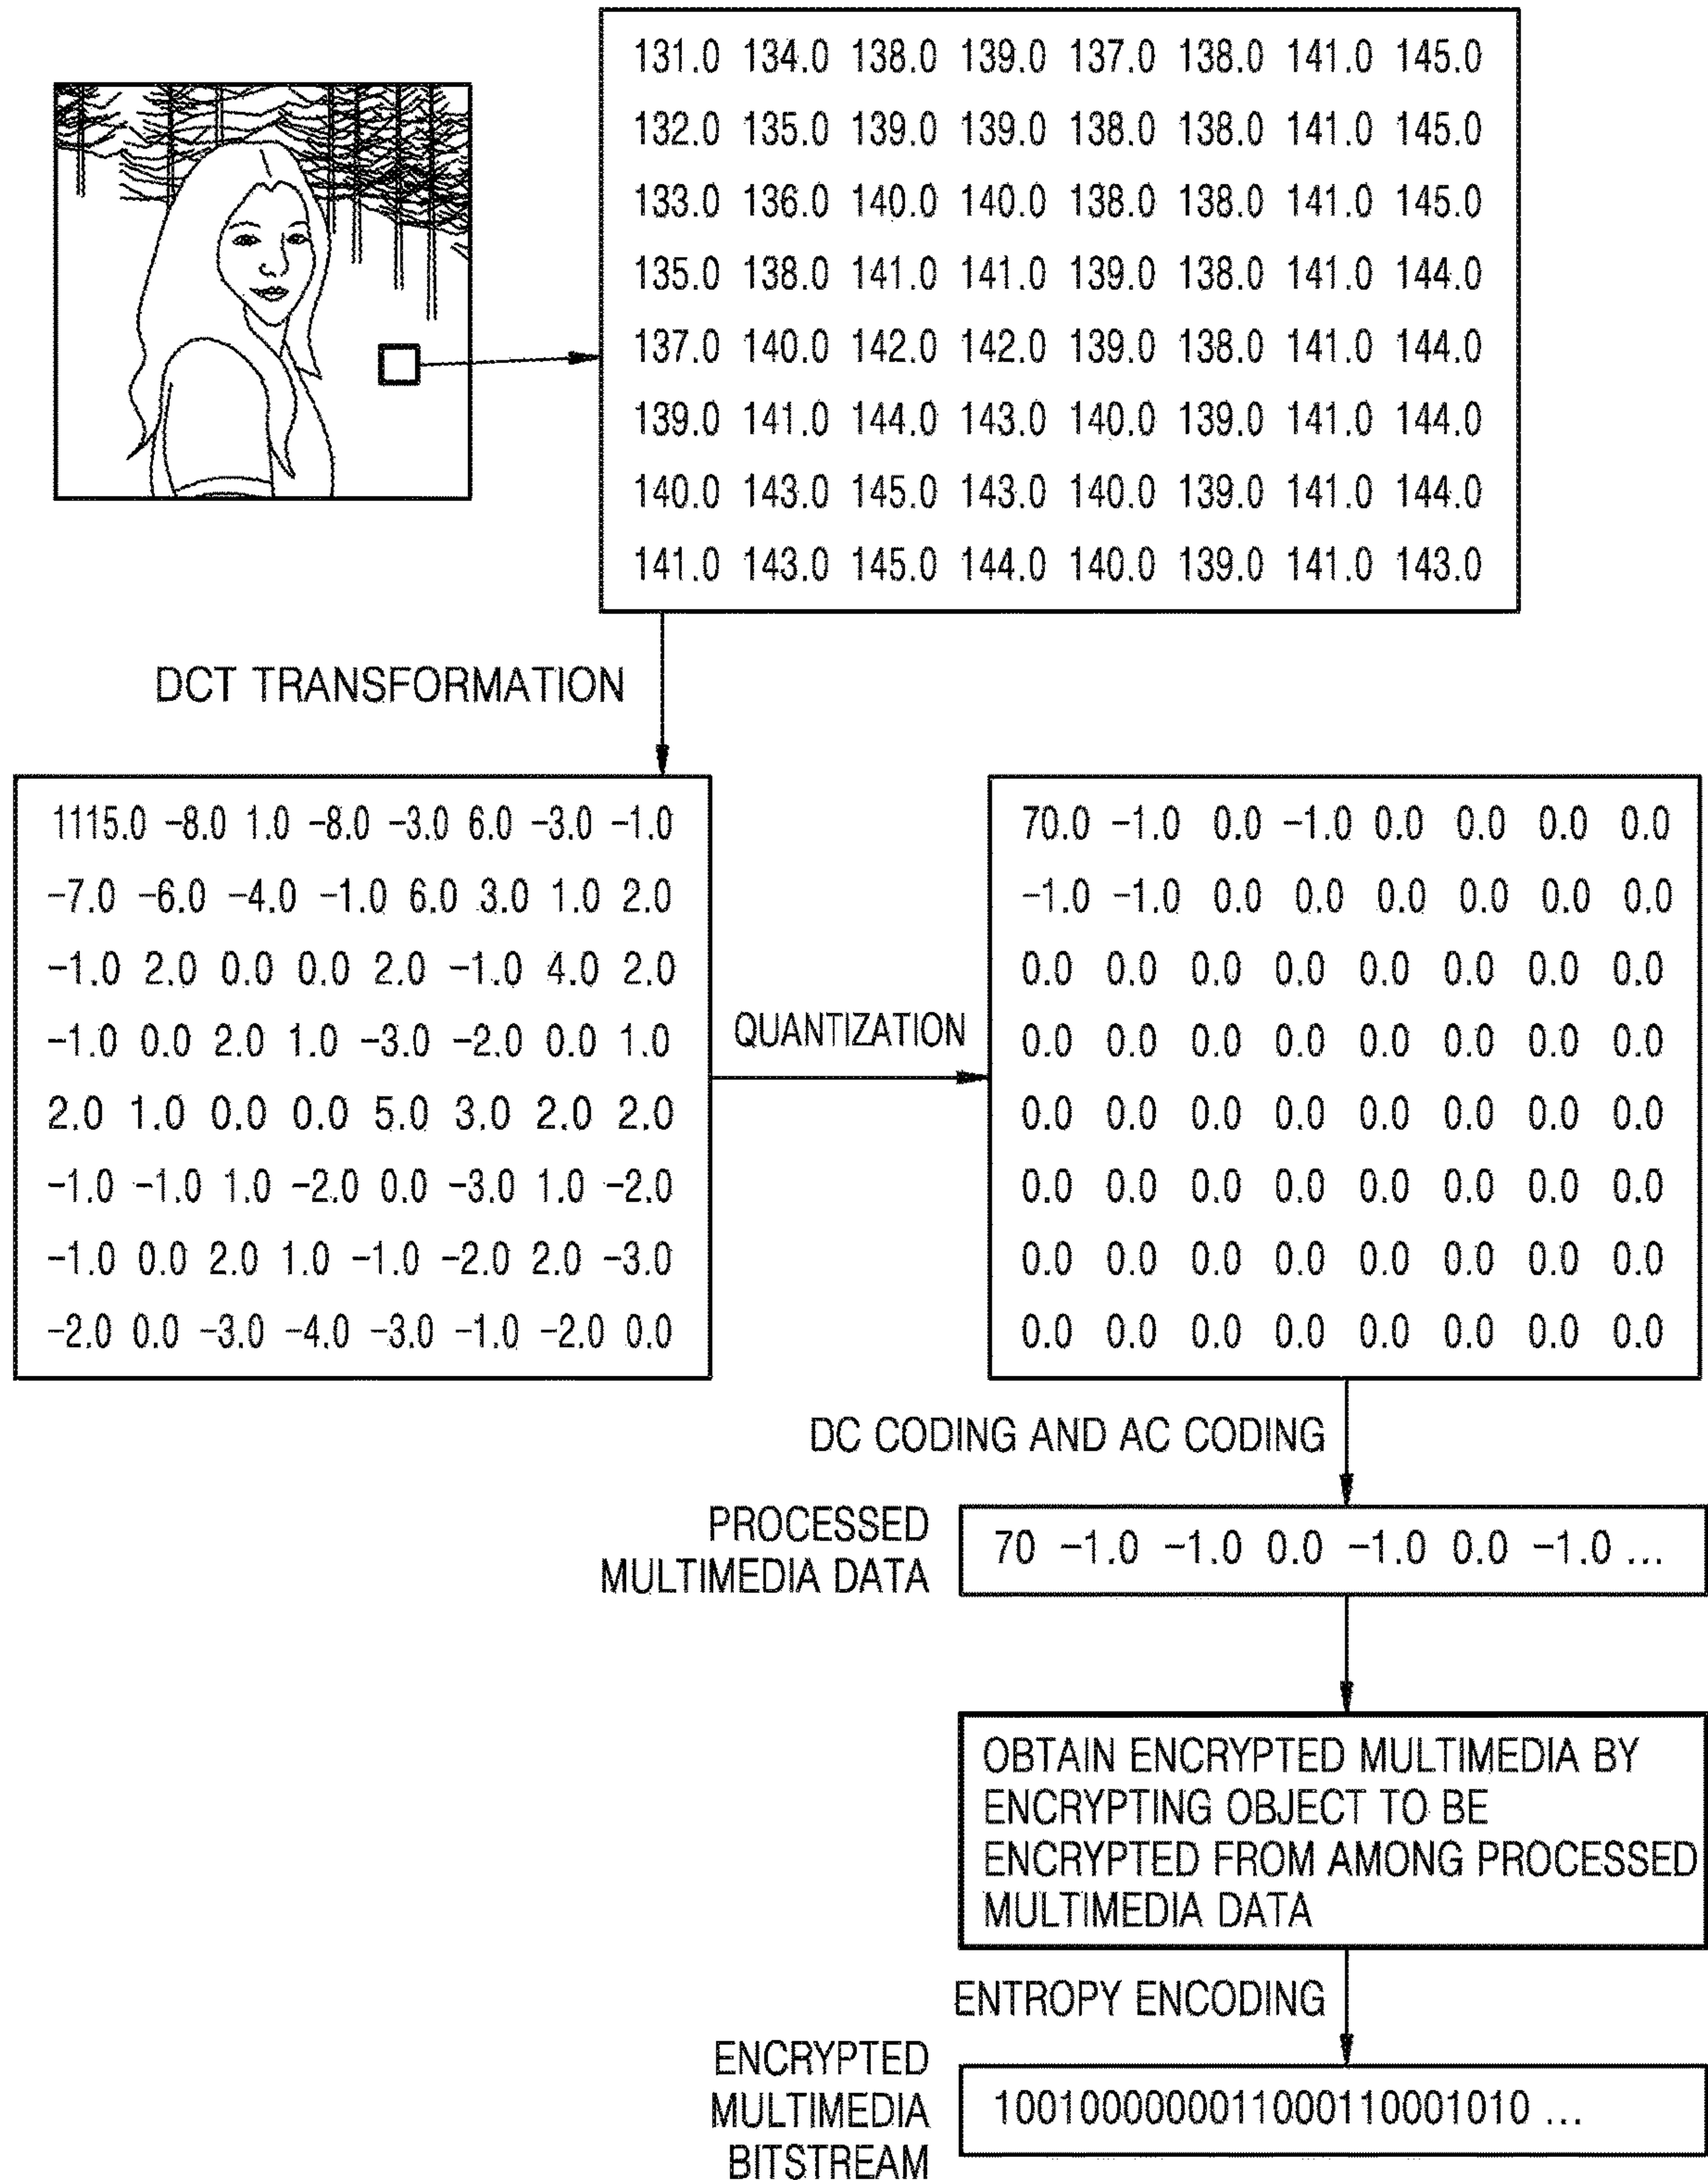 131.0 134.0 138.0 139.0 137.0 138.0 141.0 145.0
132.0 135.0 139.0 139.0 138.0 138.0 141.0 145.0
133.0 136.0 140.0 140.0 138.0 138.0 141.0 145.0
135.0 138.0 141.0 141.0 139.0 138.0 141.0 144.0
137.0 140.0 142.0 142.0 139.0 138.0 141.0 144.0
139.0 141.0 144.0 143.0 140.0 139.0 141.0 144.0
140.0 143.0 145.0 143.0 140.0 139.0 141.0 144.0
141.0 143.0 145.0 144.0 140.0 139.0 141.0 143.0
DCT TRANSFORMATION
1115.0 −8.0 1.0 −8.0 −3.0 6.0 −3.0 −1.0
−7.0 −6.0 −4.0 −1.0 6.0 3.0 1.0 2.0
−1.0 2.0 0.0 0.0 2.0 −1.0 4.0 2.0
−1.0 0.0 2.0 1.0 −3.0 −2.0 0.0 1.0
2.0 1.0 0.0 0.0 5.0 3.0 2.0 2.0
−1.0 −1.0 1.0 −2.0 0.0 −3.0 1.0 −2.0
−1.0 0.0 2.0 1.0 −1.0 −2.0 2.0 −3.0
−2.0 0.0 −3.0 −4.0 −3.0 −1.0 −2.0 0.0
QUANTIZATION
70.0 −1.0 0.0 −1.0 0.0 0.0 0.0 0.0
−1.0 −1.0 0.0 0.0 0.0 0.0 0.0 0.0
0.0 0.0 0.0 0.0 0.0 0.0 0.0 0.0
0.0 0.0 0.0 0.0 0.0 0.0 0.0 0.0
0.0 0.0 0.0 0.0 0.0 0.0 0.0 0.0
0.0 0.0 0.0 0.0 0.0 0.0 0.0 0.0
0.0 0.0 0.0 0.0 0.0 0.0 0.0 0.0
0.0 0.0 0.0 0.0 0.0 0.0 0.0 0.0
DC CODING AND AC CODING
PROCESSED
MULTIMEDIA DATA
70 −1.0 −1.0 0.0 −1.0 0.0 −1.0 ...
OBTAIN ENCRYPTED MULTIMEDIA BY
ENCRYPTING OBJECT TO BE
ENCRYPTED FROM AMONG PROCESSED
MULTIMEDIA DATA
ENTROPY ENCODING
ENCRYPTED
MULTIMEDIA
BITSTREAM
1001000000011000110001010 ...